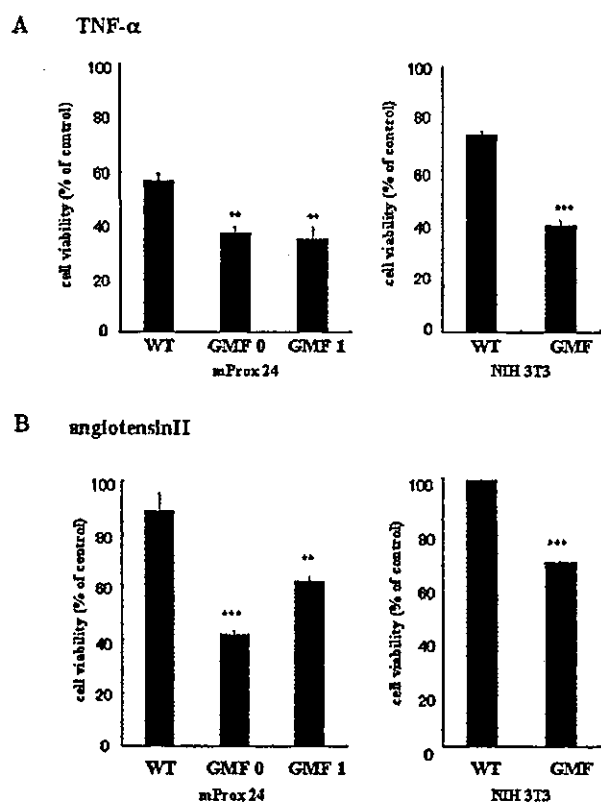 A TNF-α
cell viability (% of control)
100
80
60
40
20
0
**
**
WT GMF 0 GMF 1
mProx 24
cell viability (% of control)
100
80
60
40
20
0
***
WT GMF
NIH 3T3
B angiotensinII
cell viability (% of control)
100
80
60
40
20
0
***
**
WT GMF 0 GMF 1
mProx 24
cell viability (% of control)
100
80
60
40
20
0
***
WT GMF
NIH 3T3